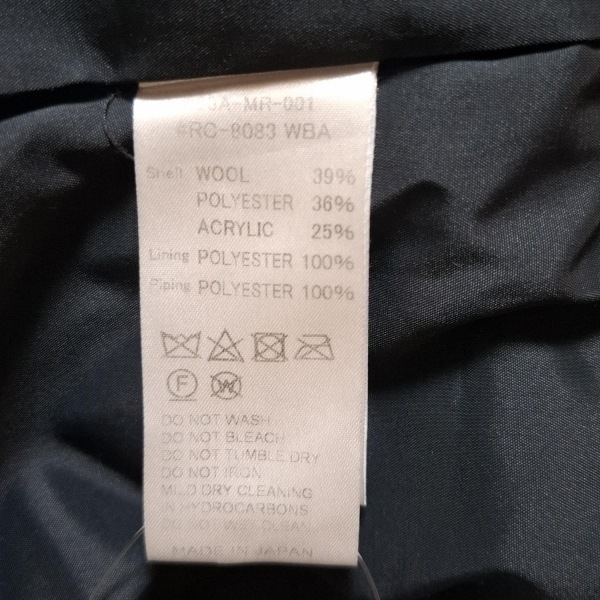 A-MR-001
#RC-8083 WBA
Shell WOOL 39%
POLYESTER 36%
ACRYLIC 25%
Lining POLYESTER 100%
Piping POLYESTER 100%
F W
DO NOT WASH
DO NOT BLEACH
DO NOT TUMBLE DRY
DO NOT IRON
MILD DRY CLEANING
IN HYDROCARBONS
DO NOT WET CLEAN
MADE IN JAPAN